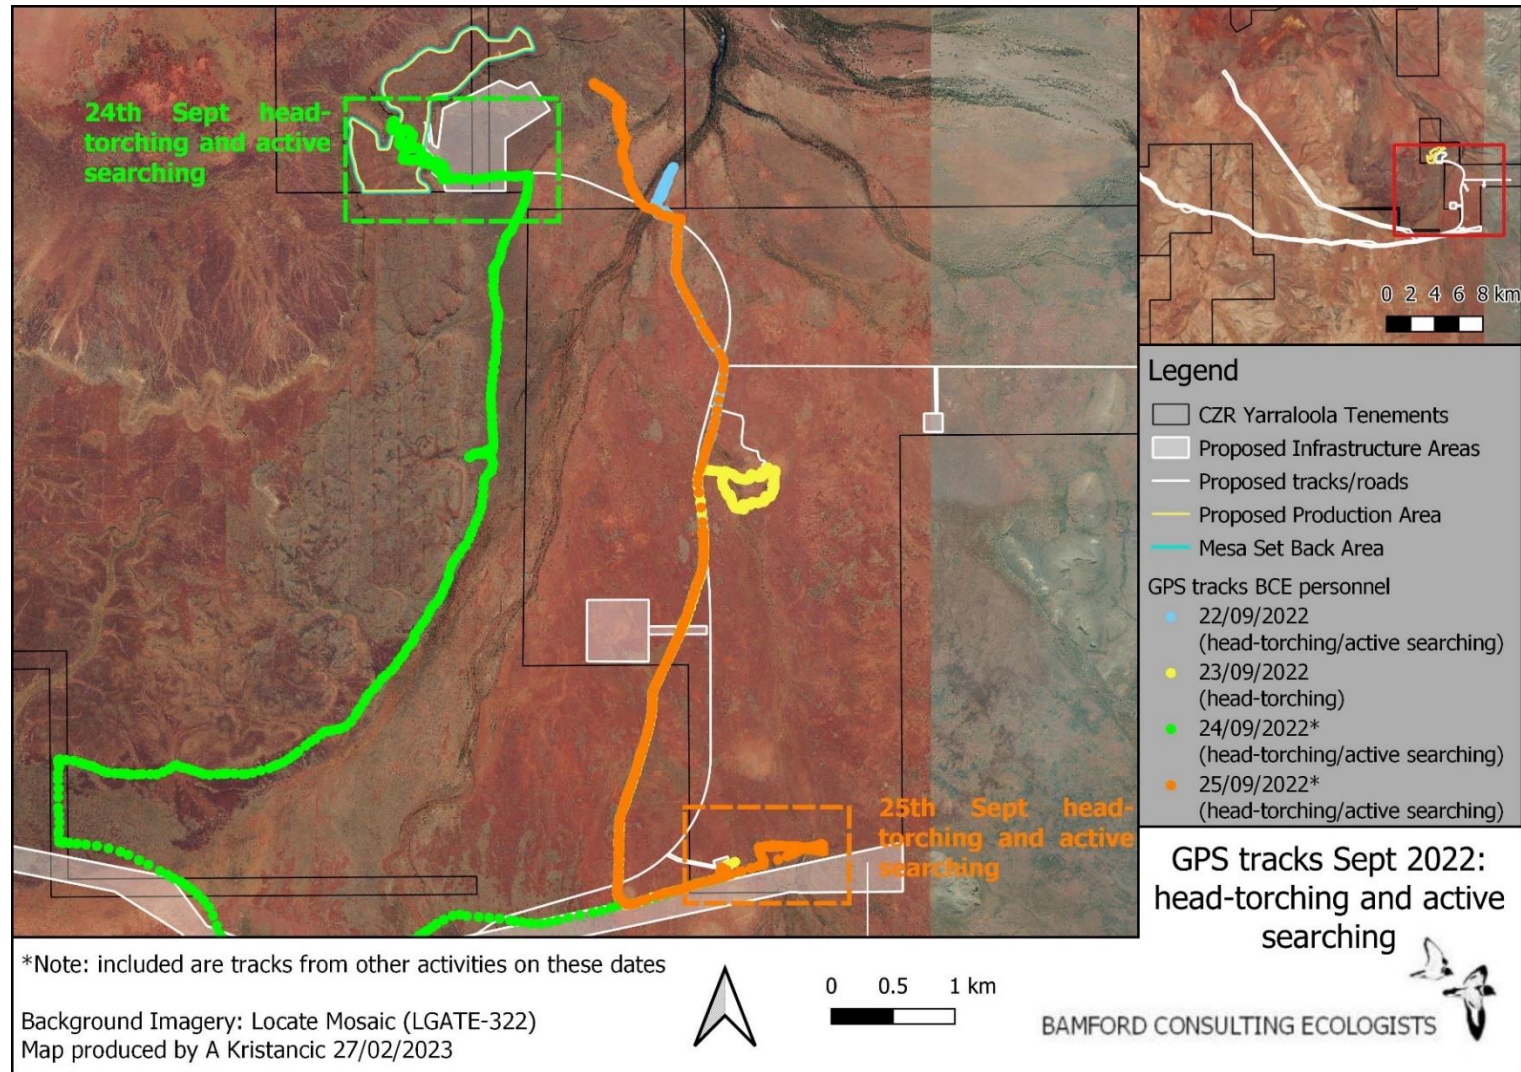 24th Sept head-
torching and active
searching
25th Sept head-
torching and active
searching
0 2 4 6 8 km
Legend
CZR Yarraloola Tenements
Proposed Infrastructure Areas
Proposed tracks/roads
Proposed Production Area
Mesa Set Back Area
GPS tracks BCE personnel
22/09/2022
(head-torching/active searching)
23/09/2022
(head-torching)
24/09/2022*
(head-torching/active searching)
25/09/2022*
(head-torching/active searching)
GPS tracks Sept 2022:
head-torching and active
searching
*Note: included are tracks from other activities on these dates
Background Imagery: Locate Mosaic (LGATE-322)
Map produced by A Kristancic 27/02/2023
0 0.5 1 km
BAMFORD CONSULTING ECOLOGISTS